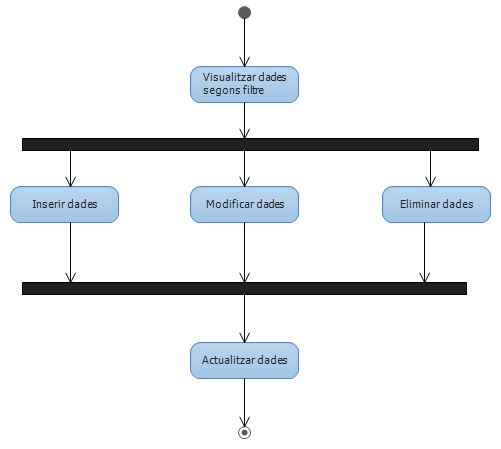 Visualitzar dades
segons filtre
Inserir dades
Modificar dades
Eliminar dades
Actualitzar dades